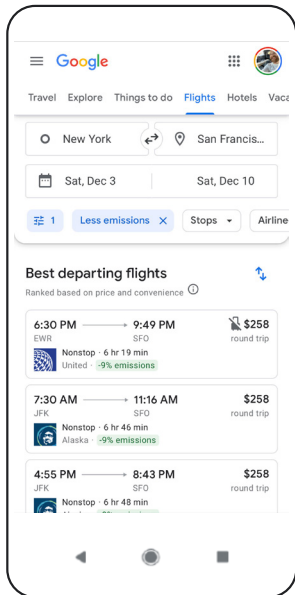 Google
Travel Explore Things to do Flights Hotels Vaca
New York San Francis...
Sat, Dec 3 Sat, Dec 10
1 Less emissions Stops Airline
Best departing flights
Ranked based on price and convenience
6:30 PM 9:49 PM $258
EWR SFO round trip
Nonstop · 6 hr 19 min
United · -9% emissions
7:30 AM 11:16 AM $258
JFK SFO round trip
Nonstop · 6 hr 46 min
Alaska · -9% emissions
4:55 PM 8:43 PM $258
JFK SFO round trip
Nonstop · 6 hr 48 min